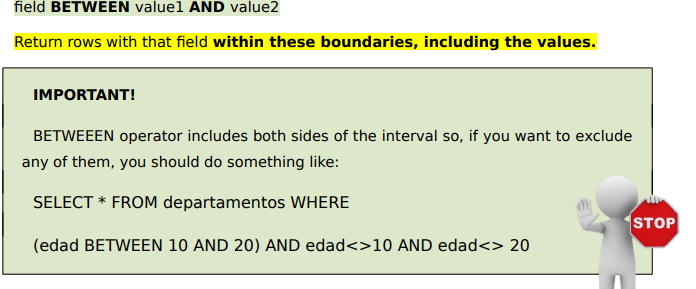 field BETWEEN value1 AND value2
Return rows with that field within these boundaries, including the values.
IMPORTANT!
BETWEEEN operator includes both sides of the interval so, if you want to exclude
any of them, you should do something like:
SELECT * FROM departamentos WHERE
(edad BETWEEN 10 AND 20) AND edad<>10 AND edad<> 20
STOP